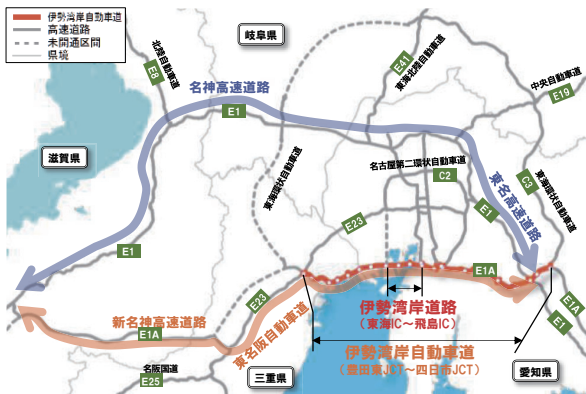 伊勢湾岸自動車道
高速道路
未開通区間
県境
岐阜県
北陸自動車道
E8
E41
東海北陸自動車道
中央自動車道
E19
名神高速道路
E1
滋賀県
名古屋第二環状自動車道
C2
東海環状自動車道
東海環状自動車道
C3
E1
東名高速道路
E23
E1
E1A
伊勢湾岸道路
（東海IC～飛島IC）
E23
E1A
E1
新名神高速道路
E1A
東名阪自動車道
伊勢湾岸自動車道
（豊田東JCT～四日市JCT）
名阪国道
E25
三重県
愛知県